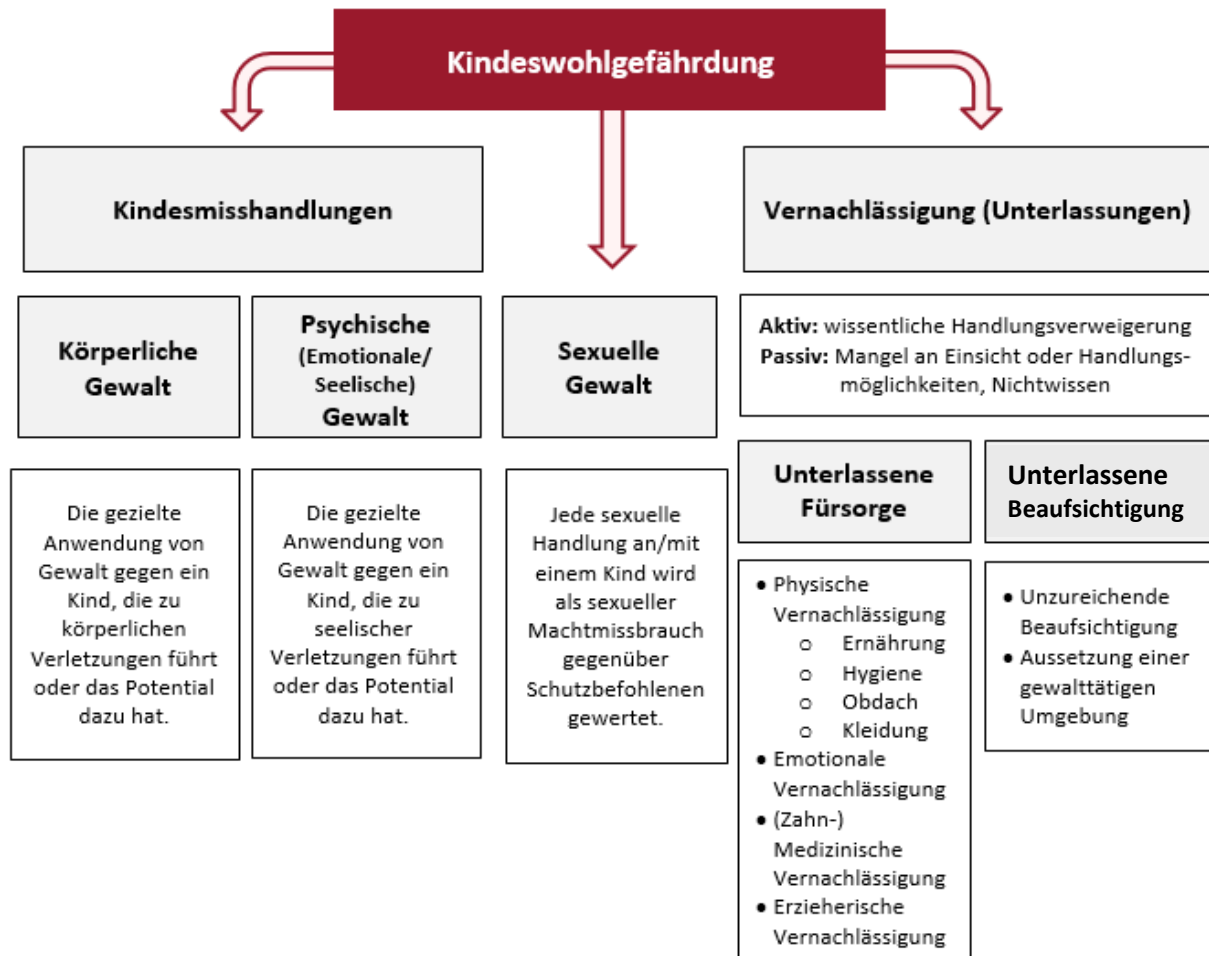 Kindeswohlgefährdung
Kindesmisshandlungen
Körperliche
Gewalt
Die gezielte
Anwendung von
Gewalt gegen ein
Kind, die zu
körperlichen
Verletzungen führt
oder das Potential
dazu hat.
Psychische
(Emotionale/
Seelische)
Gewalt
Die gezielte
Anwendung von
Gewalt gegen ein
Kind, die zu
seelischer
Verletzungen führt
oder das Potential
dazu hat.
Sexuelle
Gewalt
Jede sexuelle
Handlung an/mit
einem Kind wird
als sexueller
Machtmissbrauch
gegenüber
Schutzbefohlenen
gewertet.
Vernachlässigung (Unterlassungen)
Aktiv: wissentliche Handlungsverweigerung
Passiv: Mangel an Einsicht oder Handlungs-
möglichkeiten, Nichtwissen
Unterlassene
Fürsorge
• Physische
Vernachlässigung
o Ernährung
o Hygiene
o Obdach
o Kleidung
• Emotionale
Vernachlässigung
• (Zahn-)
Medizinische
Vernachlässigung
• Erzieherische
Vernachlässigung
Unterlassene
Beaufsichtigung
• Unzureichende
Beaufsichtigung
• Aussetzung einer
gewalttätigen
Umgebung